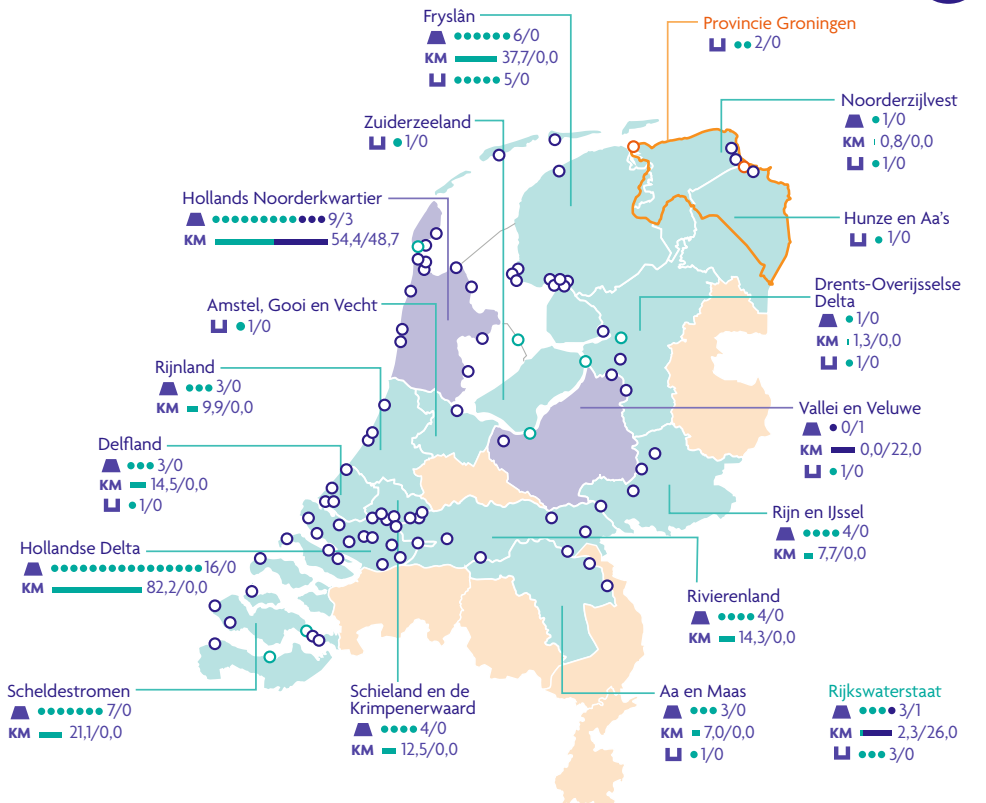 Fryslân
6/0
KM 37,7/0,0
5/0
Provincie Groningen
2/0
Zuiderzeeland
1/0
Noorderzijlvest
1/0
KM 0,8/0,0
1/0
Hollands Noorderkwartier
9/3
KM 54,4/48,7
Hunze en Aa's
1/0
Amstel, Gooi en Vecht
1/0
Drents-Overijsselse
Delta
1/0
KM 1,3/0,0
1/0
Rijnland
3/0
KM 9,9/0,0
Vallei en Veluwe
0/1
KM 0,0/22,0
1/0
Delfland
3/0
KM 14,5/0,0
1/0
Rijn en IJssel
4/0
KM 7,7/0,0
Hollandse Delta
16/0
KM 82,2/0,0
Rivierenland
4/0
KM 14,3/0,0
Scheldestromen
7/0
KM 21,1/0,0
Schieland en de
Krimpenerwaard
4/0
KM 12,5/0,0
Aa en Maas
3/0
KM 7,0/0,0
1/0
Rijkswaterstaat
3/1
KM 2,3/26,0
3/0